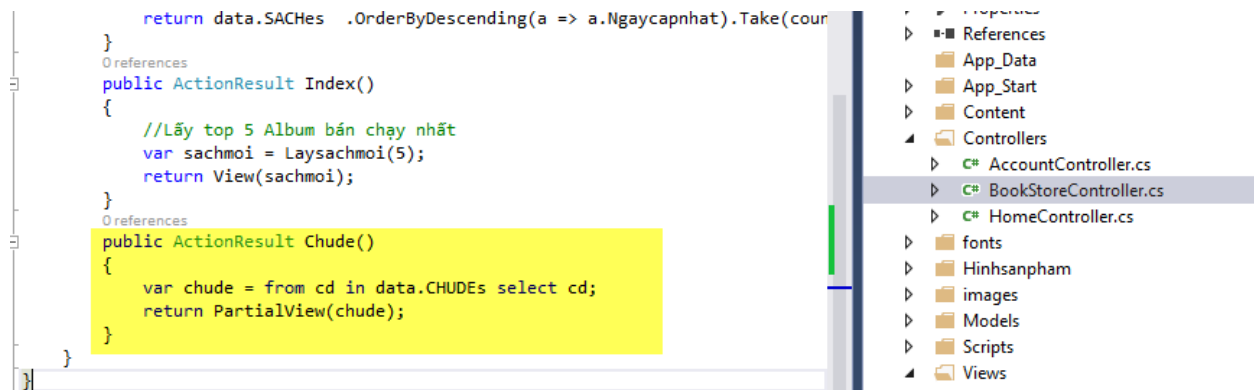 return data.SACHes  .OrderByDescending(a => a.Ngaycapnhat).Take(coun
}
0 references
public ActionResult Index()
{
//Lấy top 5 Album bán chạy nhất
var sachmoi = Laysachmoi(5);
return View(sachmoi);
}
0 references
public ActionResult Chude()
{
var chude = from cd in data.CHUDEs select cd;
return PartialView(chude);
}
}
}
Properties
References
App_Data
App_Start
Content
Controllers
C# AccountController.cs
C# BookStoreController.cs
C# HomeController.cs
fonts
Hinhsanpham
images
Models
Scripts
Views